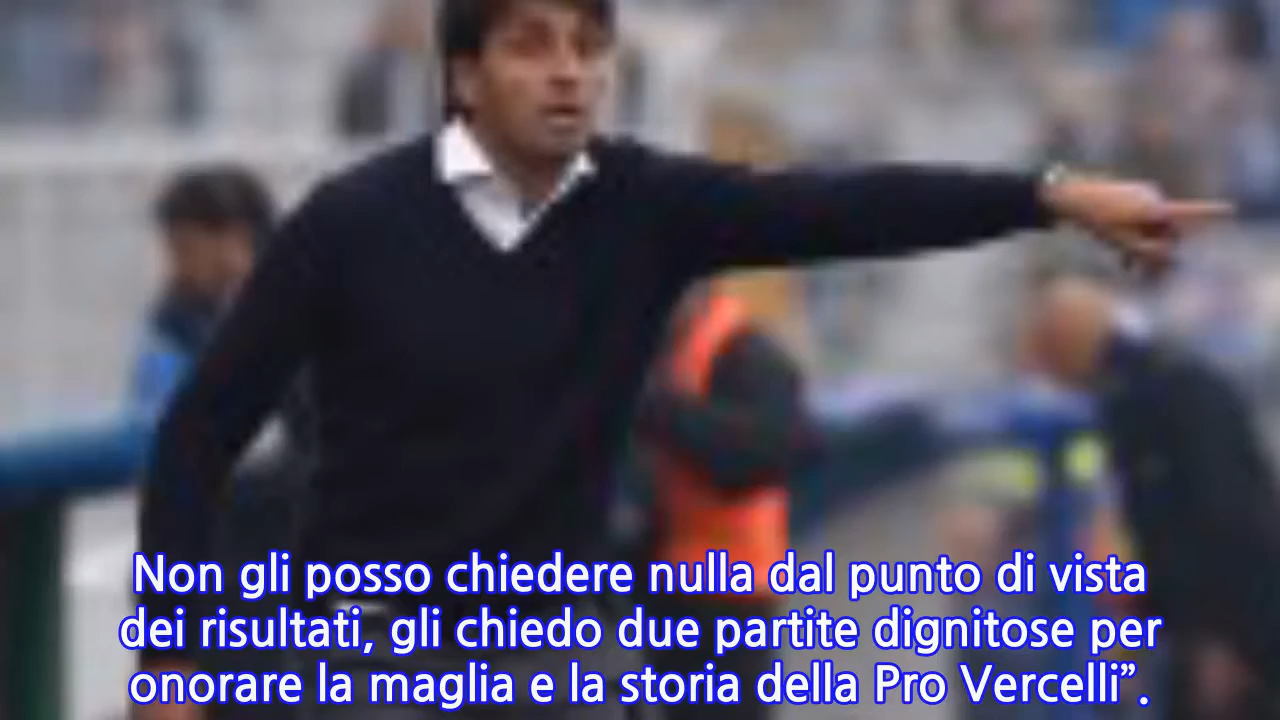 Non gli posso chiedere nulla dal punto di vista
dei risultati, gli chiedo due partite dignitose per
onorare la maglia e la storia della Pro Vercelli”.